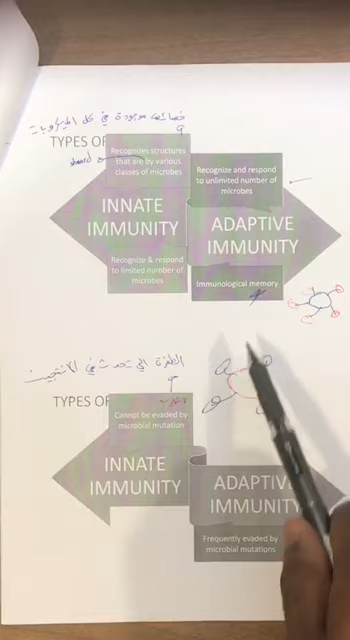 خصائص موجودة في كل الميكروبات
TYPES OF
shared
Recognizes structures
that are by various
classes of microbes
Recognize and respond
to unlimited number of
microbes
INNATE
IMMUNITY
ADAPTIVE
IMMUNITY
Recognize & respond
to limited number of
microbes
Immunological memory
الطفرة التي تحدث في الانتيجين
TYPES OF
Cannot be evaded by
microbial mutation
INNATE
IMMUNITY
ADAPTIVE
IMMUNITY
Frequently evaded by
microbial mutations